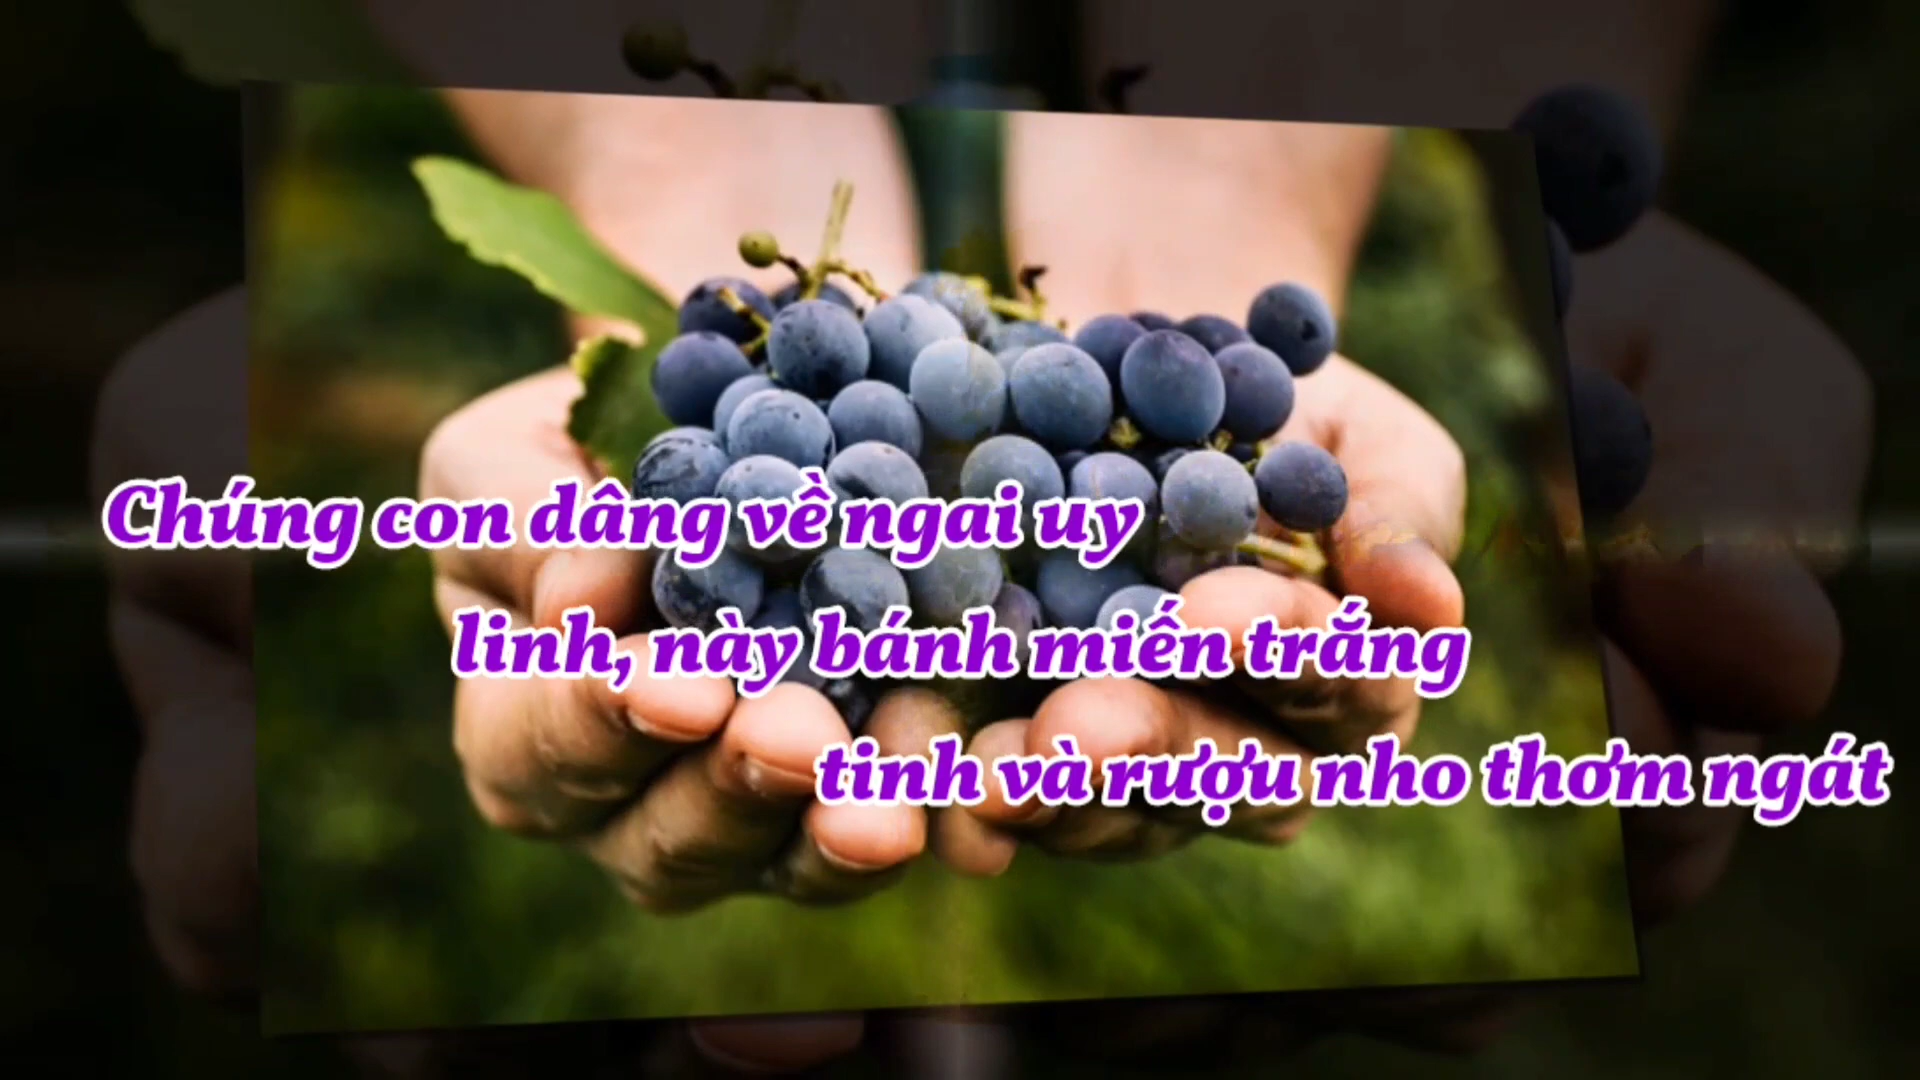 Chúng con dâng về ngai uy
linh, này bánh miến trắng
tinh và rượu nho thơm ngát